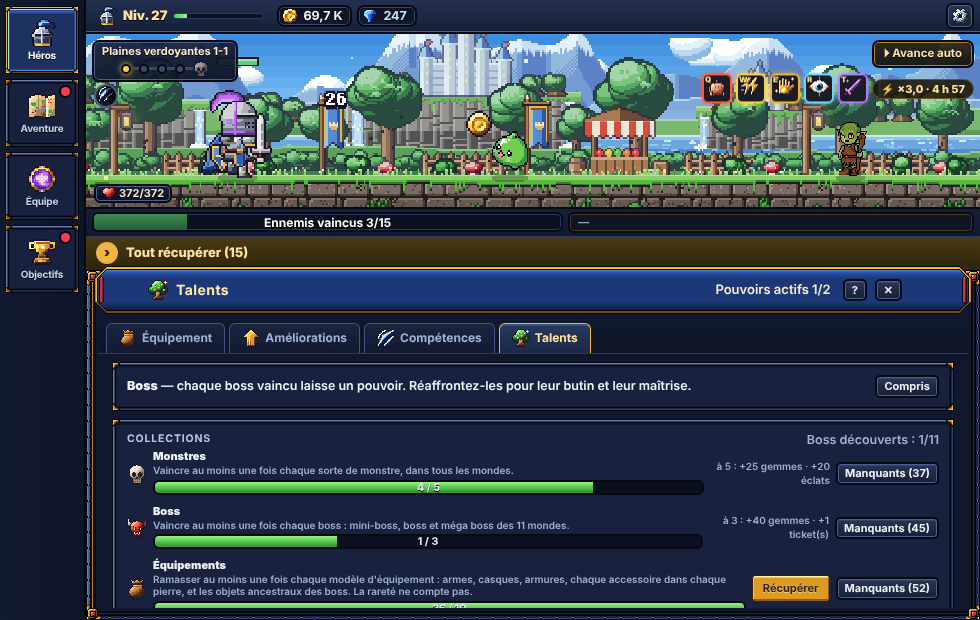 Niv. 27
69,7 K
247
Héros
Plaines verdoyantes 1-1
Avance auto
26
×3,0 · 4 h 57
Aventure
372/372
Équipe
Ennemis vaincus 3/15
—
Tout récupérer (15)
Objectifs
Talents
Pouvoirs actifs 1/2
?
×
Équipement
Améliorations
Compétences
Talents
Boss — chaque boss vaincu laisse un pouvoir. Réaffrontez-les pour leur butin et leur maîtrise.
Compris
COLLECTIONS
Boss découverts : 1/11
Monstres
Vaincre au moins une fois chaque sorte de monstre, dans tous les mondes.
4 / 5
à 5 : +25 gemmes · +20
éclats
Manquants (37)
Boss
Vaincre au moins une fois chaque boss : mini-boss, boss et méga boss des 11 mondes.
1 / 3
à 3 : +40 gemmes · +1
ticket(s)
Manquants (45)
Équipements
Ramasser au moins une fois chaque modèle d'équipement : armes, casques, armures, chaque accessoire dans chaque
pierre, et les objets ancestraux des boss. La rareté ne compte pas.
Récupérer
Manquants (52)